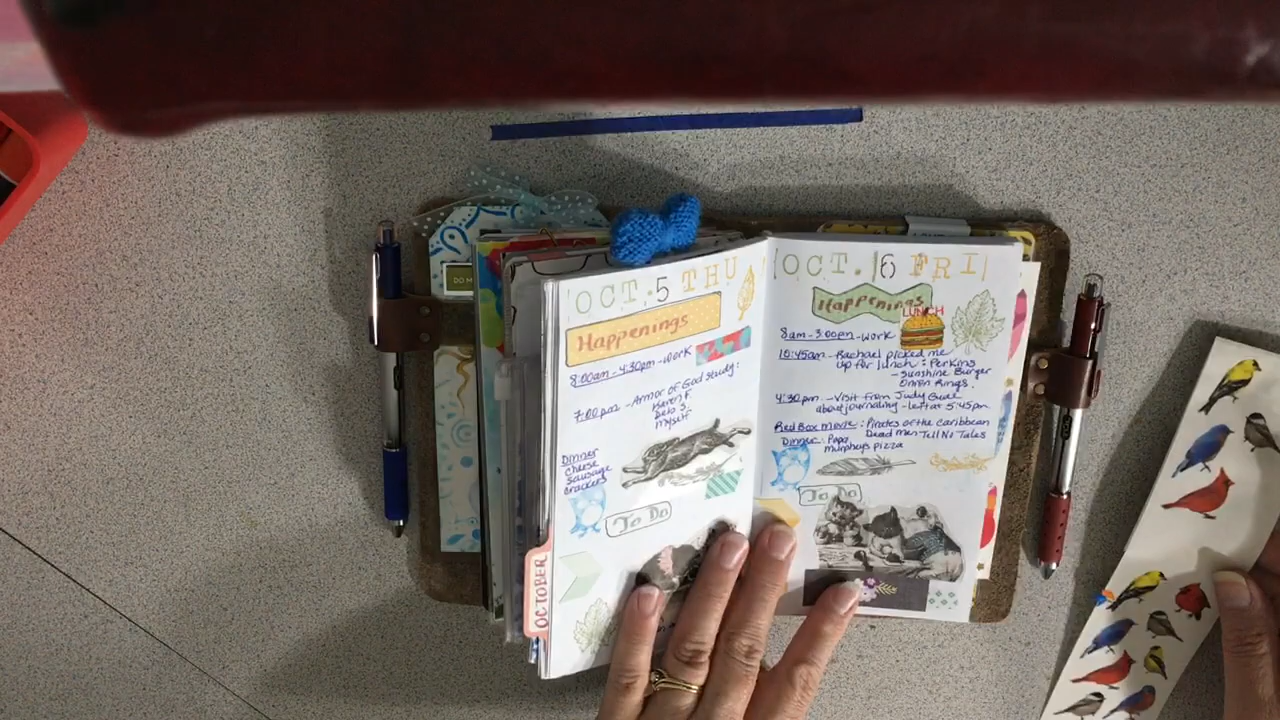 DO M
OCT. 5 THU
Happenings
8:00am - 4:30pm - work
7:00pm - Armor of God Study:
Karen F.
Deb S.
myself
Dinner
cheese
sausage
crackers
To Do
OCTOBER
OCT. 6 FRI
Happenings
LUNCH
8am - 3:00pm - work
10:45am - Rachael picked me
up for lunch: Perkins
- Sunshine Burger
Onion Rings.
4:30pm - Visit from Judy
about journaling - left at 5:45pm
Red Box movie: Pirates of the Caribbean
Dead Men Tell No Tales
Dinner: Papa
murpheys pizza
To Do